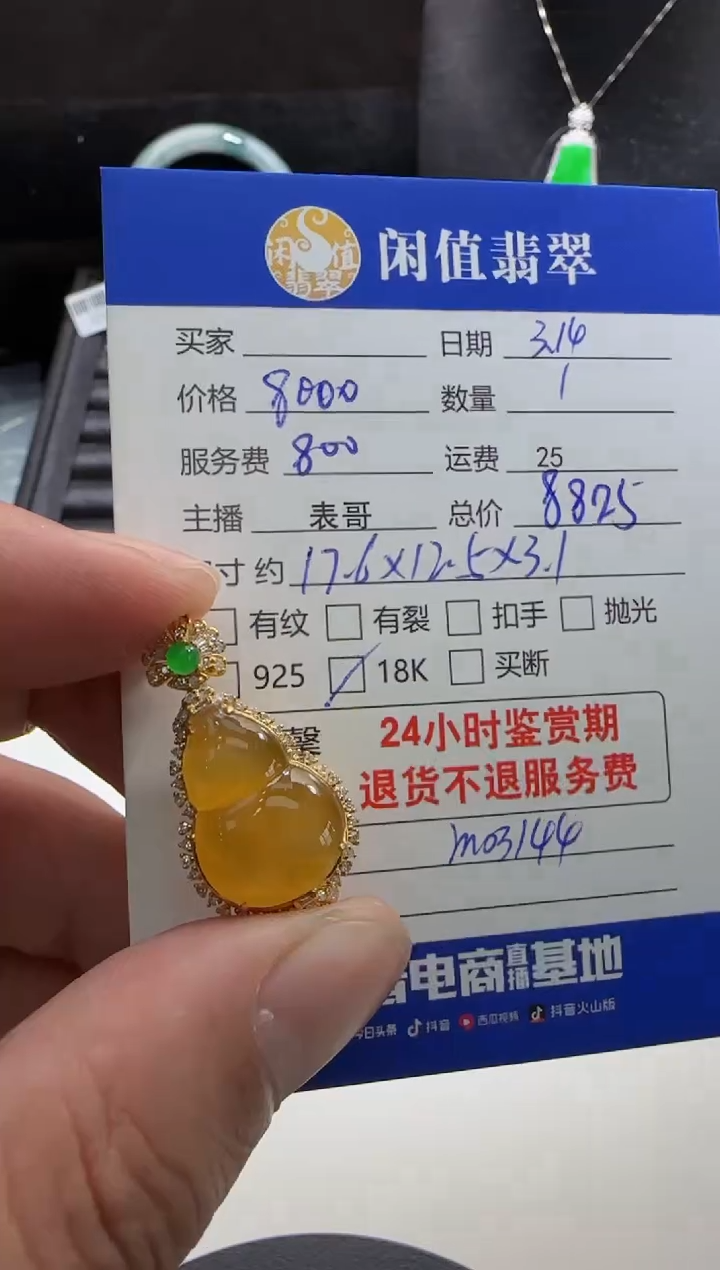 闲值翡翠
闲值翡翠
买家 日期 3.14
价格 8000 数量 1
服务费 800 运费 25
主播 表哥 总价 8825
寸 约 17.6×12.5×3.1
有纹 有裂 扣手 抛光
925 18K 买断
24小时鉴赏期
退货不退服务费
m03144
电商直播基地
今日头条 抖音 西瓜视频 抖音火山版